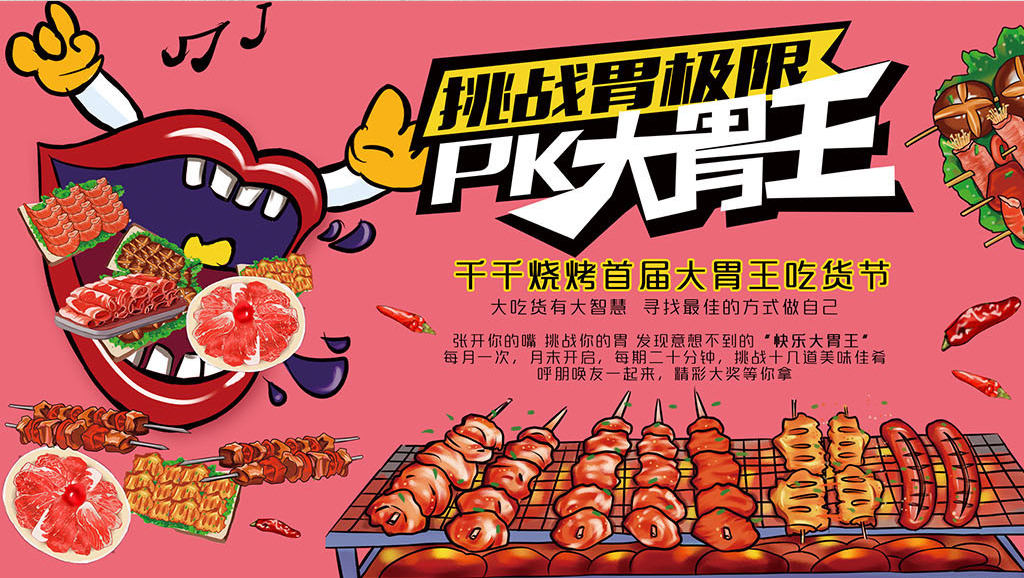 挑战胃极限
PK大胃王
千千烧烤首届大胃王吃货节
大吃货有大智慧 寻找最佳的方式做自己
张开你的嘴 挑战你的胃 发现意想不到的“快乐大胃王”
每月一次，月末开启，每期二十分钟，挑战十几道美味佳肴
呼朋唤友一起来，精彩大奖等你拿